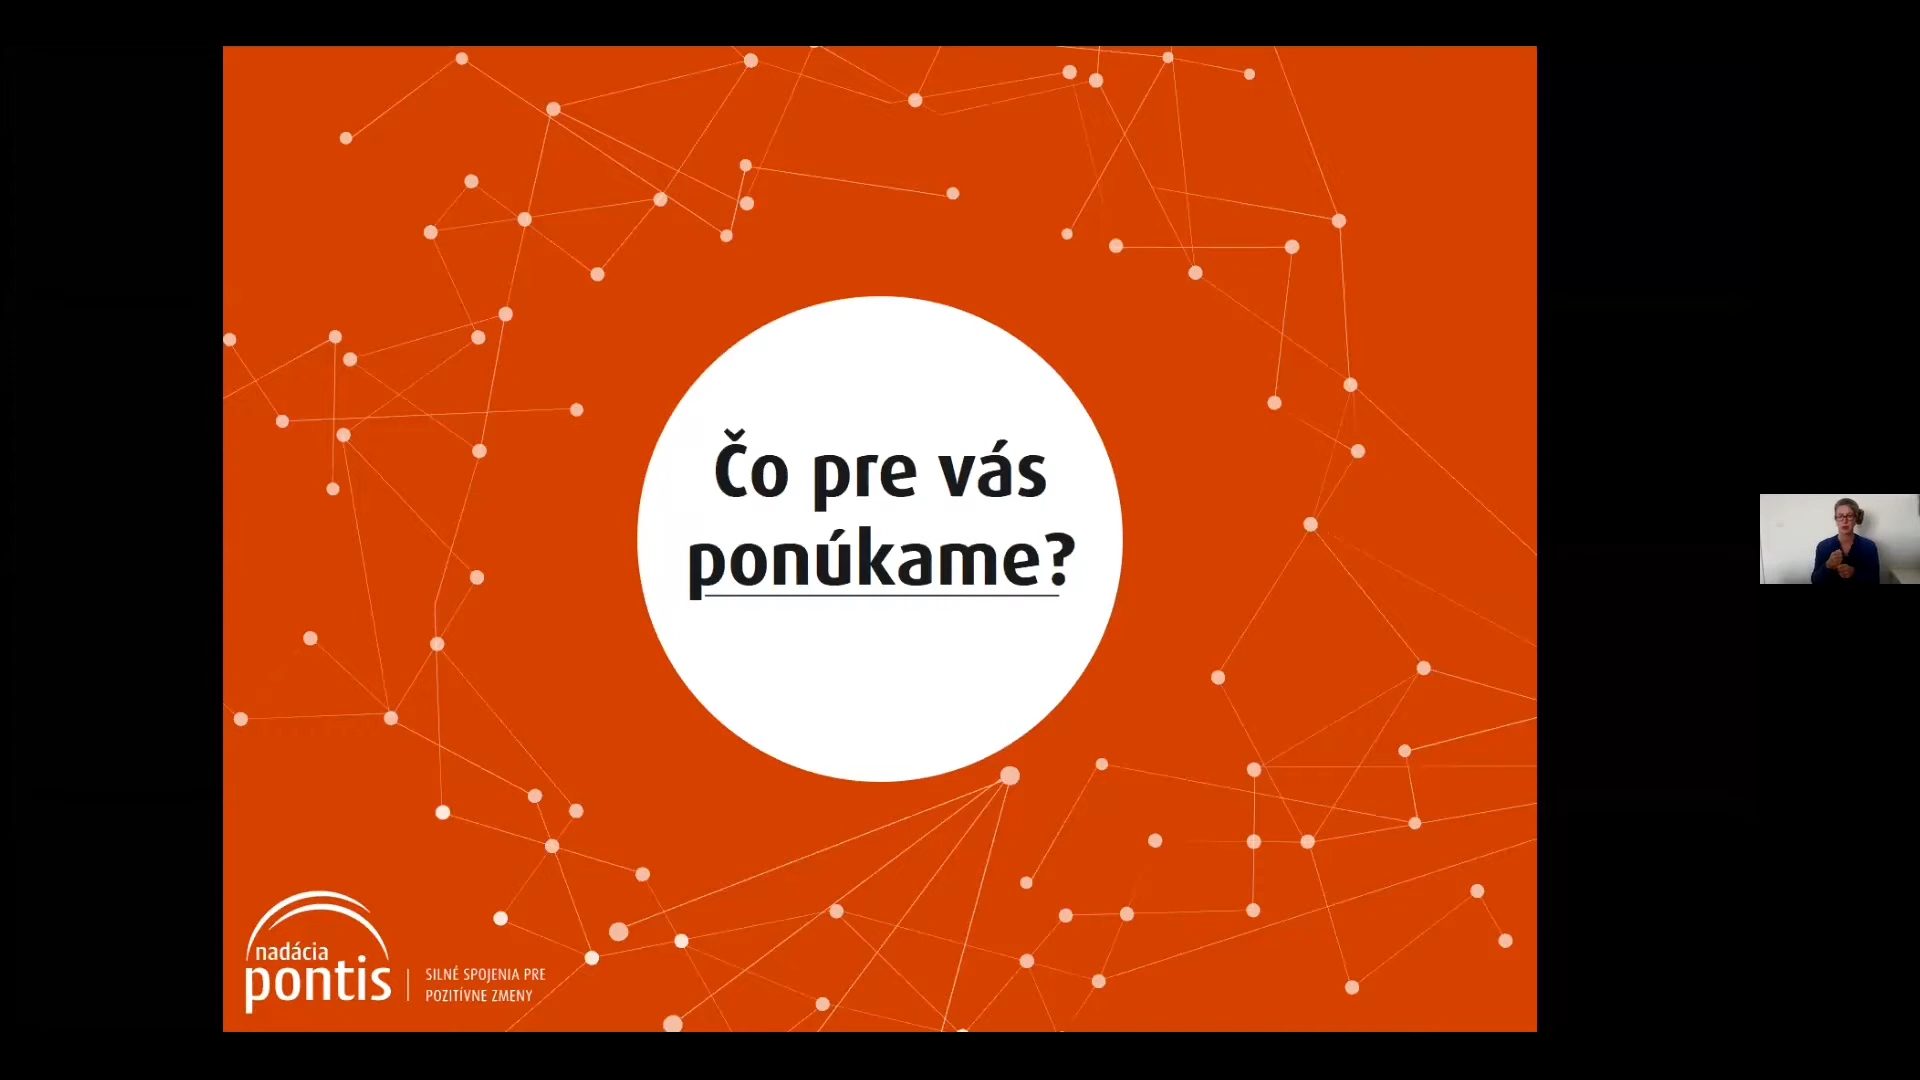 Čo pre vás
ponúkame?
nadácia
pontis
SILNÉ SPOJENIA PRE
POZITÍVNE ZMENY